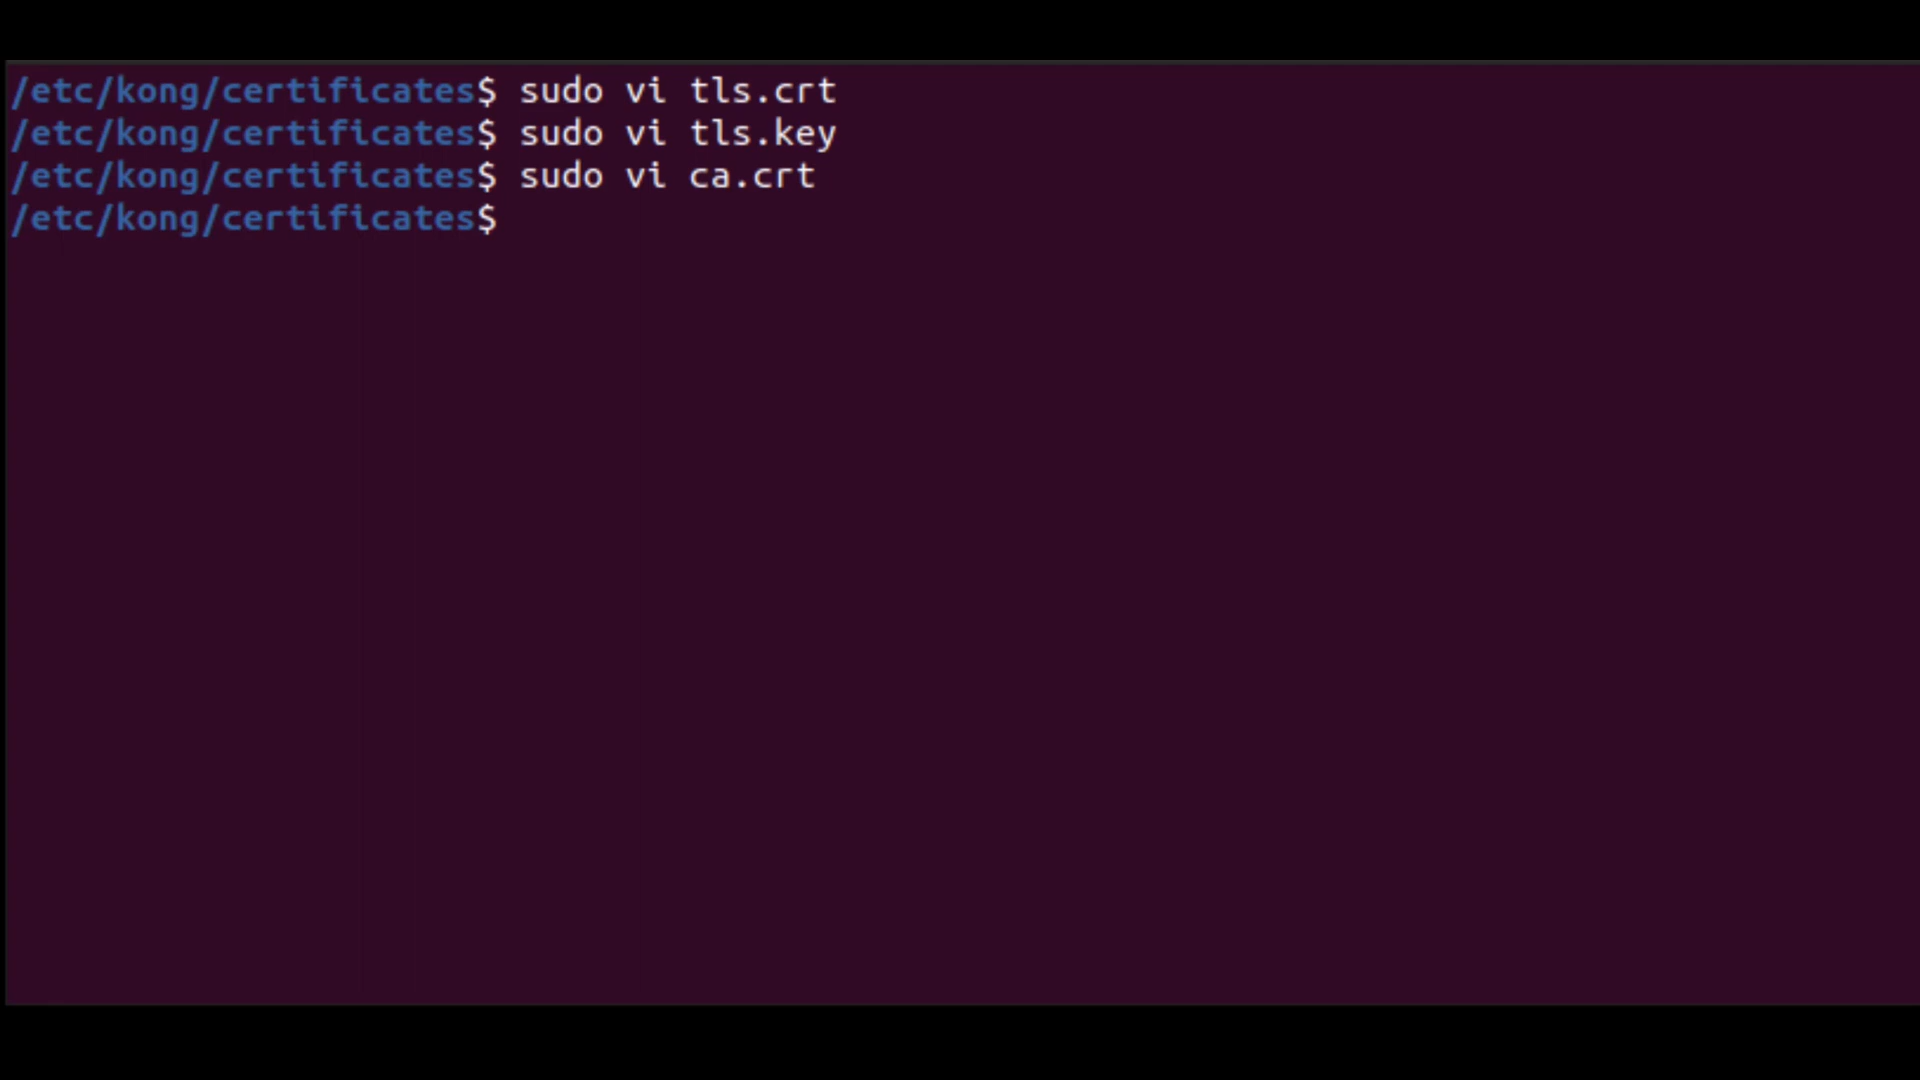 /etc/kong/certificates$ sudo vi tls.crt
/etc/kong/certificates$ sudo vi tls.key
/etc/kong/certificates$ sudo vi ca.crt
/etc/kong/certificates$